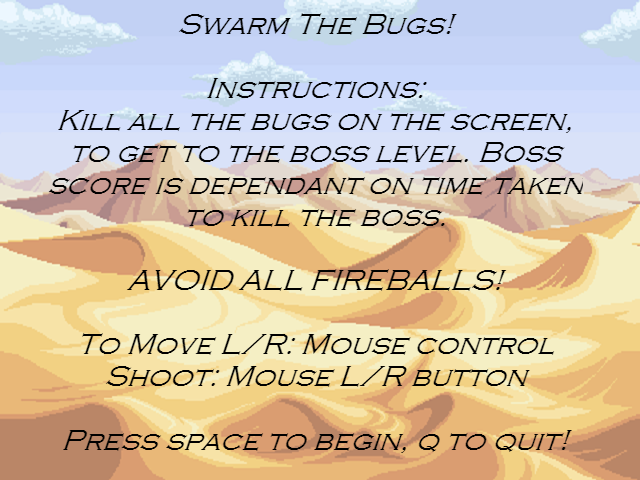 Swarm The Bugs!
Instructions:
Kill all the bugs on the screen,
to get to the boss level. Boss
score is dependant on time taken
to kill the boss.
AVOID ALL FIREBALLS!
To Move L/R: Mouse control
Shoot: Mouse L/R button
Press space to begin, q to quit!